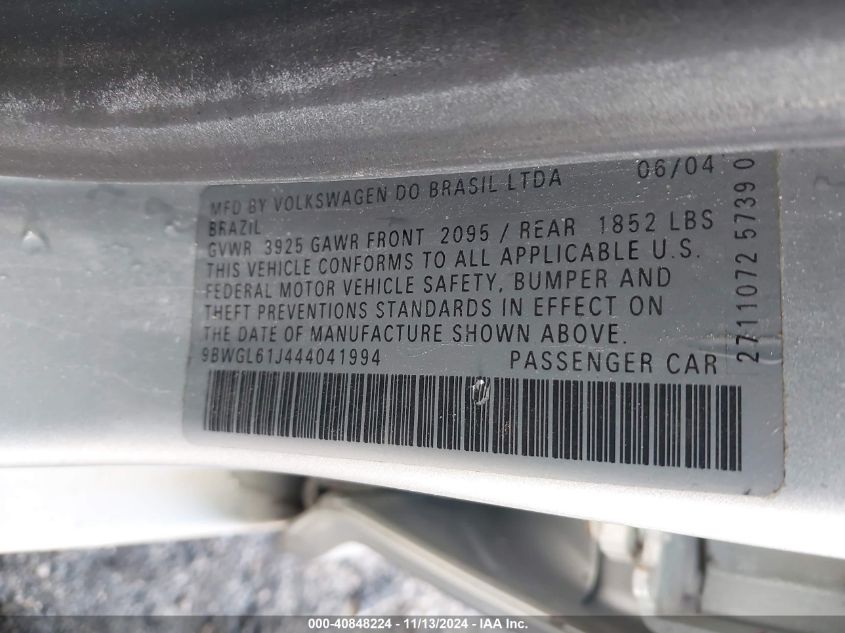 MFD BY VOLKSWAGEN DO BRASIL LTDA 06/04
BRAZIL
GVWR 3925 GAWR FRONT 2095 / REAR 1852 LBS
THIS VEHICLE CONFORMS TO ALL APPLICABLE U.S.
FEDERAL MOTOR VEHICLE SAFETY, BUMPER AND
THEFT PREVENTIONS STANDARDS IN EFFECT ON
THE DATE OF MANUFACTURE SHOWN ABOVE.
9BWGL61J444041994 PASSENGER CAR
2711072 5739 0
000-40848224 - 11/13/2024 - IAA Inc.